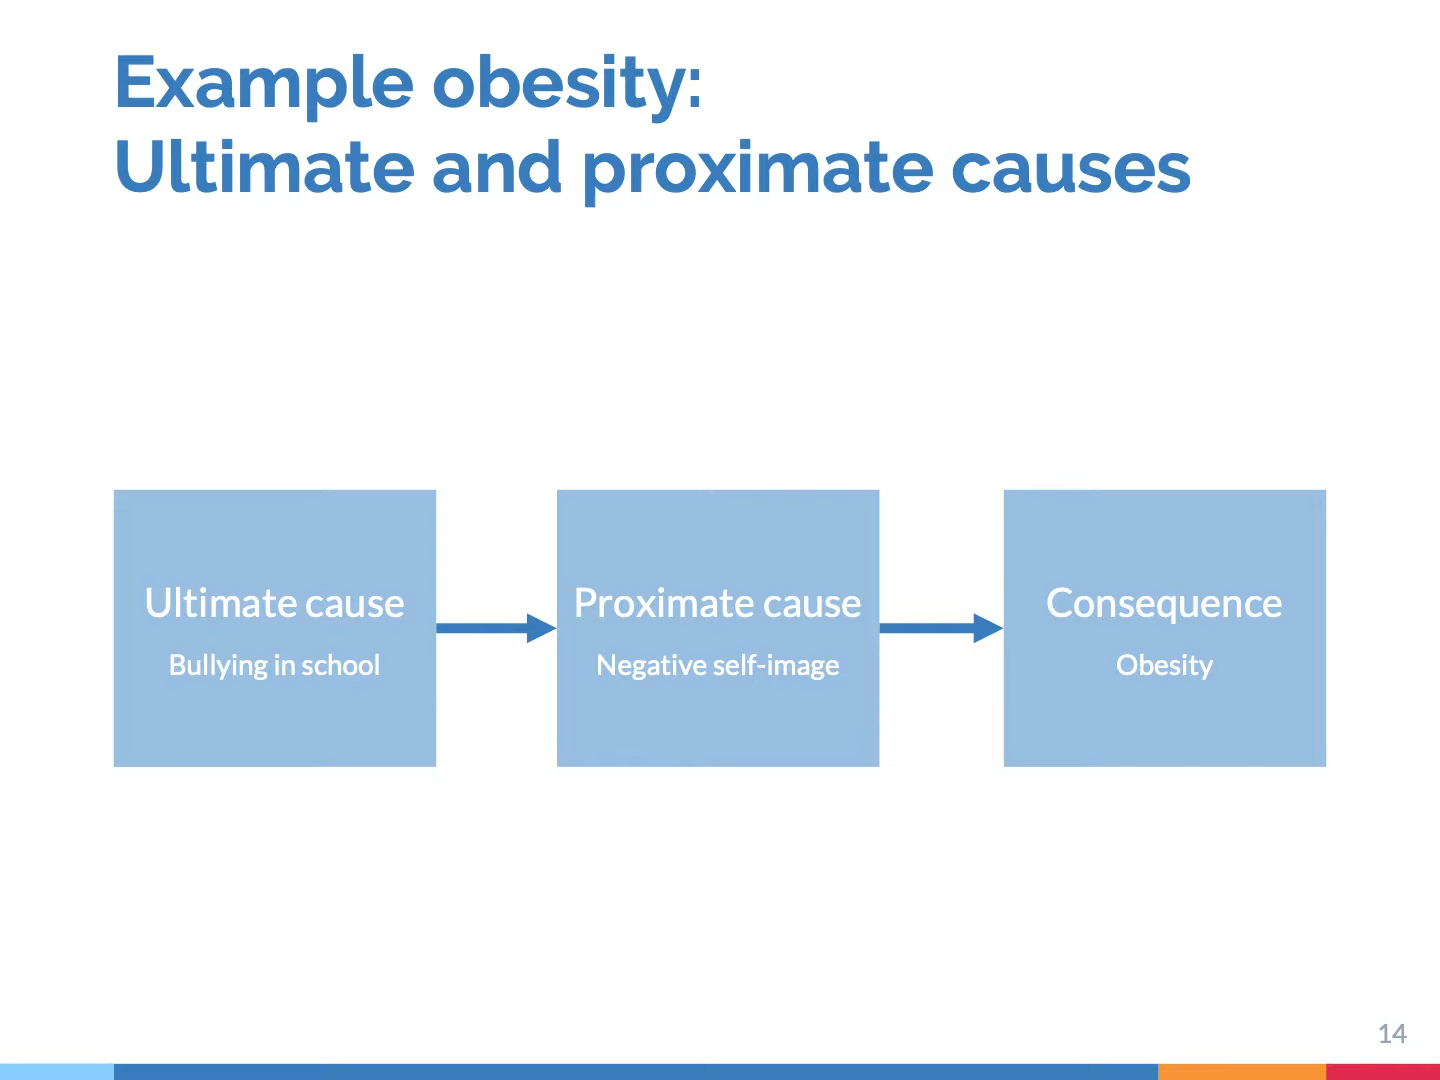 Example obesity:
Ultimate and proximate causes
Ultimate cause
Bullying in school
Proximate cause
Negative self-image
Consequence
Obesity
14